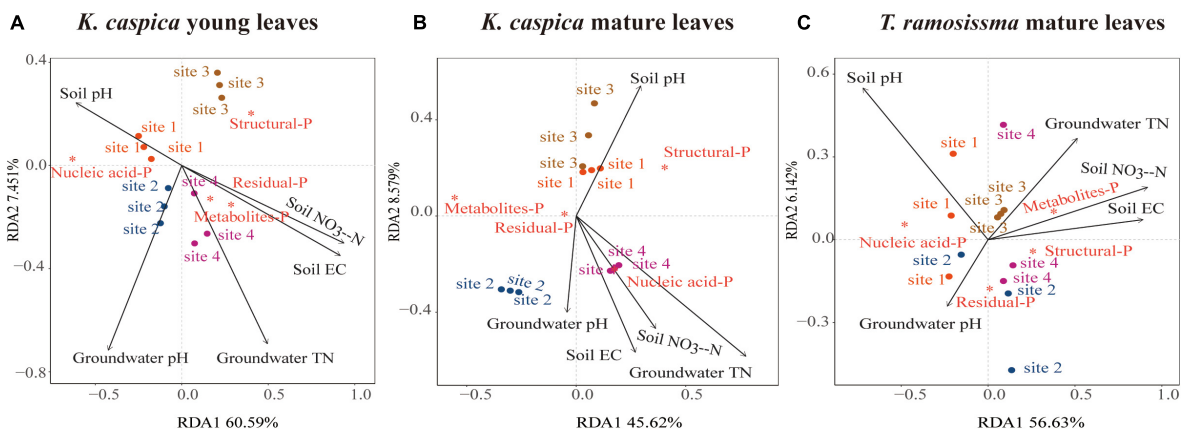 A
K. caspica young leaves
B
K. caspica mature leaves
C
T. ramosissma mature leaves
RDA2 7.451%
0.4
0.0
−0.4
−0.8
Soil pH
site 3
site 3
site 3
*
Structural-P
site 1
site 1
site 1
*
Nucleic acid-P
site 4
Residual-P
*
*
Metabolites-P
site 2
site 2
site 2
site 4
site 4
Soil NO3--N
Soil EC
Groundwater pH
Groundwater TN
−0.5
0.0
0.5
1.0
RDA1 60.59%
RDA2 8.579%
0.4
0.0
−0.4
Soil pH
site 3
site 3
site 3
site 1
site 1
site 1
Structural-P
*
*
Metabolites-P
*
Residual-P
site 4
site 4
site
Nucleic acid-P
site 2
site 2
site 2
Groundwater pH
Soil EC
Soil NO3--N
Groundwater TN
−0.5
0.0
0.5
RDA1 45.62%
RDA2 6.142%
0.6
0.3
0.0
−0.3
Soil pH
site 4
Groundwater TN
site 1
Soil NO3--N
site 3
Metabolites-P
*
site 1
site 3
Soil EC
*
Nucleic acid-P
*
Structural-P
site 2
site 4
site 4
site 1
*
Residual-P
site 2
Groundwater pH
site 2
−0.5
0.0
0.5
1.0
RDA1 56.63%